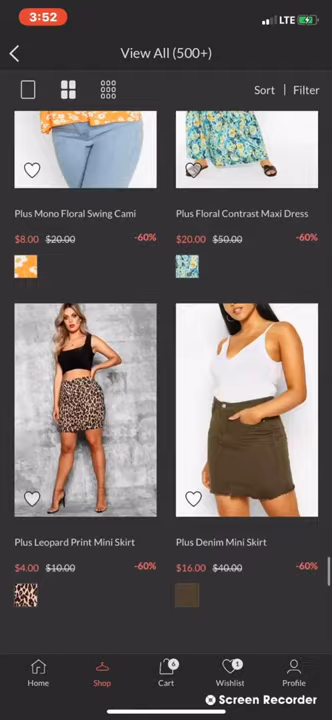 3:52
LTE
View All (500+)
Sort | Filter
Plus Mono Floral Swing Cami
$8.00 $20.00 -60%
Plus Floral Contrast Maxi Dress
$20.00 $50.00 -60%
Plus Leopard Print Mini Skirt
$4.00 $10.00 -60%
Plus Denim Mini Skirt
$16.00 $40.00 -60%
Home
Shop
6
Cart
1
Wishlist
Profile
Screen Recorder